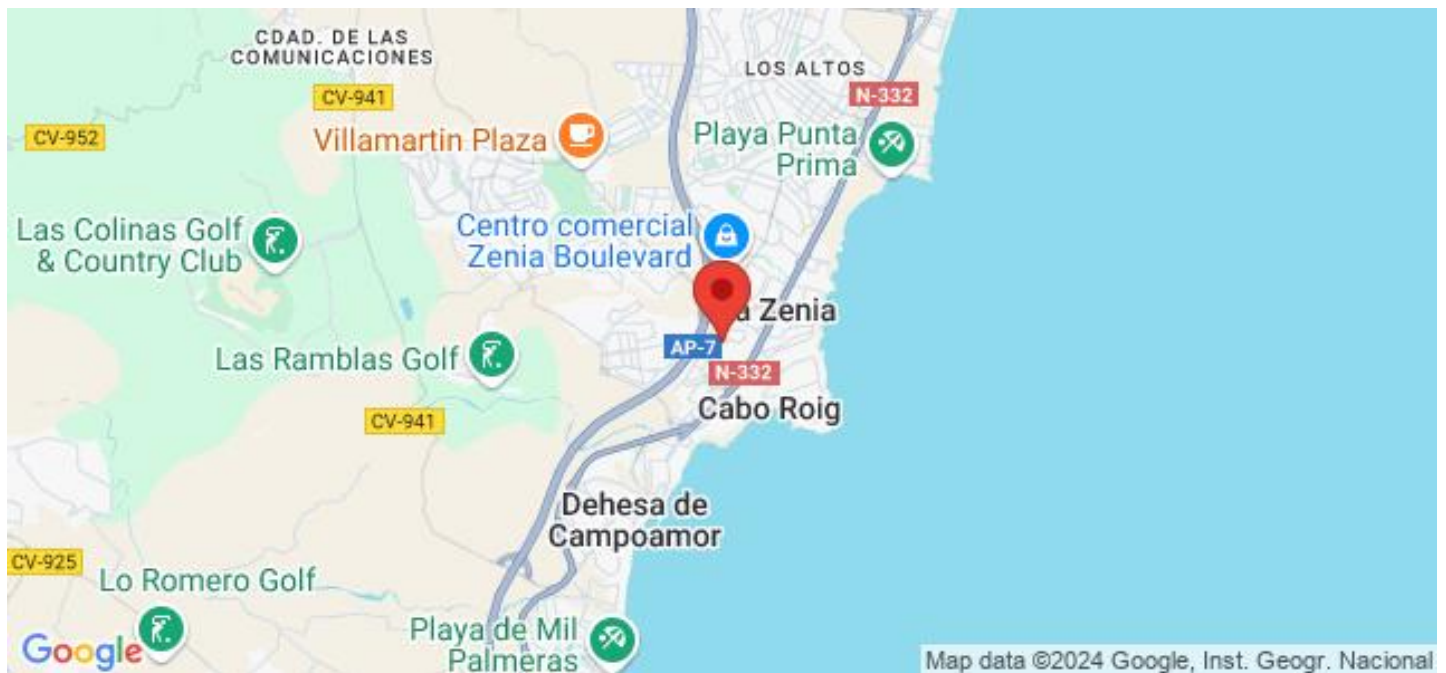 CDAD. DE LAS
COMUNICACIONES
LOS ALTOS
CV-941
N-332
CV-952
Villamartin Plaza
Playa Punta
Prima
Las Colinas Golf
& Country Club
Centro comercial
Zenia Boulevard
a Zenia
AP-7
Las Ramblas Golf
N-332
Cabo Roig
CV-941
Dehesa de
Campoamor
CV-925
Lo Romero Golf
Playa de Mil
Palmeras
Google
Map data ©2024 Google, Inst. Geogr. Nacional